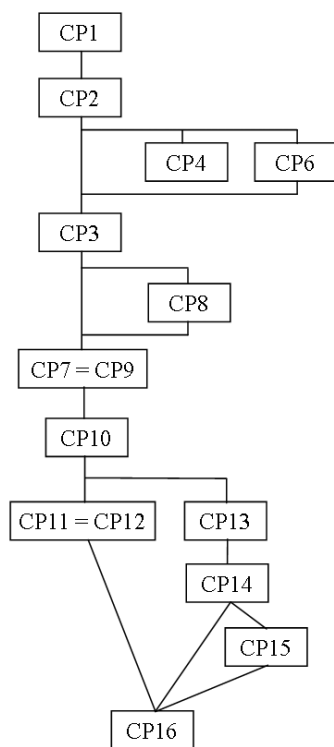 CP1
CP2
CP4
CP6
CP3
CP8
CP7 = CP9
CP10
CP11 = CP12
CP13
CP14
CP15
CP16